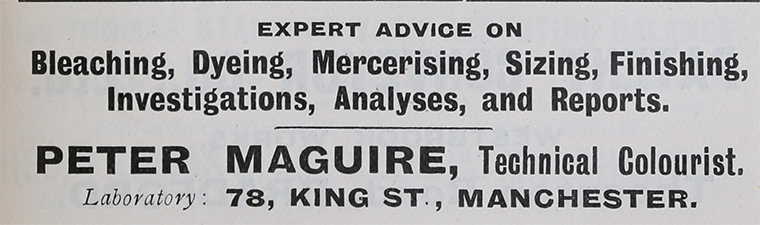 EXPERT ADVICE ON
Bleaching, Dyeing, Mercerising, Sizing, Finishing,
Investigations, Analyses, and Reports.
PETER MAGUIRE, Technical Colourist.
Laboratory: 78, KING ST., MANCHESTER.